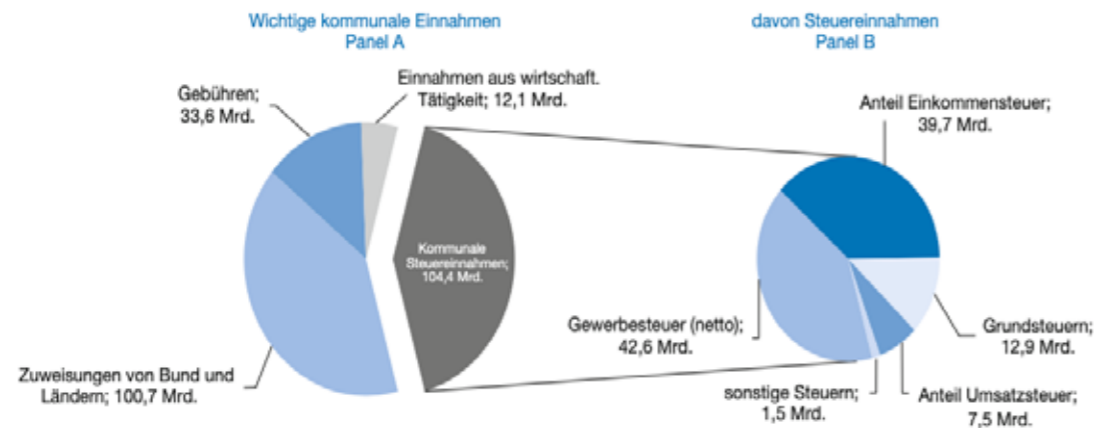 Wichtige kommunale Einnahmen
Panel A
davon Steuereinnahmen
Panel B
Gebühren;
33,6 Mrd.
Einnahmen aus wirtschaft.
Tätigkeit; 12,1 Mrd.
Kommunale
Steuereinnahmen;
104,4 Mrd.
Zuweisungen von Bund und
Ländern; 100,7 Mrd.
Anteil Einkommensteuer;
39,7 Mrd.
Gewerbesteuer (netto);
42,6 Mrd.
Grundsteuern;
12,9 Mrd.
sonstige Steuern;
1,5 Mrd.
Anteil Umsatzsteuer;
7,5 Mrd.